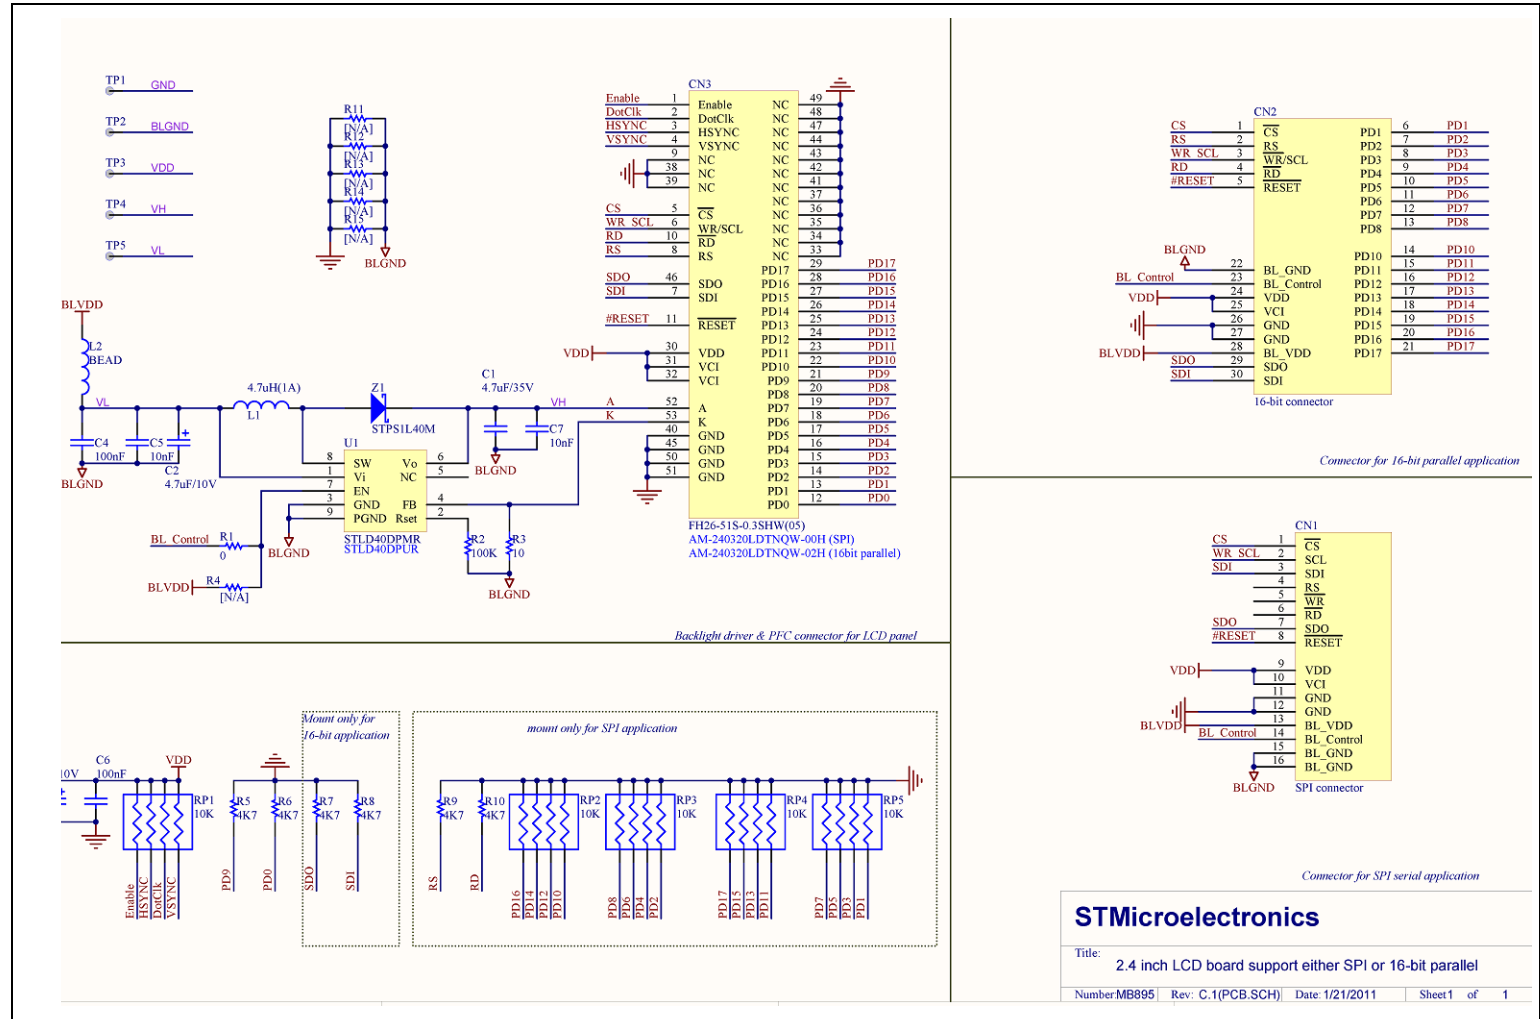 TP1 GND
TP2 BLGND
TP3 VDD
TP4 VH
TP5 VL
R11
[N/A]
R12
[N/A]
R13
[N/A]
R14
[N/A]
R15
[N/A]
BLGND
BLVDD
L2
BEAD
VL
4.7uH(1A)
L1
Z1
STPS1L40M
C1
4.7uF/35V
VH
C7
10nF
C4
100nF
C5
10nF
C2
4.7uF/10V
BLGND
BLGND
U1
8 SW Vo 6
1 Vi NC 5
7 EN
3 GND FB 4
9 PGND Rset 2
STLD40DPMR
STLD40DPUR
BLGND
BL_Control R1
0
BLVDD R4
[N/A]
R2
100K
R3
10
BLGND
CN3
Enable 1 Enable NC 49
DotClk 2 DotClk NC 48
HSYNC 3 HSYNC NC 47
VSYNC 4 VSYNC NC 44
9 NC NC 43
38 NC NC 42
39 NC NC 41
NC 37
CS 5 CS NC 36
WR_SCL 6 WR/SCL NC 35
RD 10 RD NC 34
RS 8 RS NC 33
PD17 29 PD17
SDO 46 SDO PD16 28 PD16
SDI 7 SDI PD15 27 PD15
PD14 26 PD14
#RESET 11 RESET PD13 25 PD13
PD12 24 PD12
VDD 30 VDD PD11 23 PD11
31 VCI PD10 22 PD10
32 VCI PD9 21 PD9
PD8 20 PD8
A 52 A PD7 19 PD7
K 53 K PD6 18 PD6
40 GND PD5 17 PD5
45 GND PD4 16 PD4
50 GND PD3 15 PD3
51 GND PD2 14 PD2
PD1 13 PD1
PD0 12 PD0
FH26-51S-0.3SHW(05)
AM-240320LDTNQW-00H (SPI)
AM-240320LDTNQW-02H (16bit parallel)
Backlight driver & PFC connector for LCD panel
CN2
CS 1 CS PD1 6 PD1
RS 2 RS PD2 7 PD2
WR_SCL 3 WR/SCL PD3 8 PD3
RD 4 RD PD4 9 PD4
#RESET 5 RESET PD5 10 PD5
PD6 11 PD6
PD7 12 PD7
PD8 13 PD8
BLGND PD10 14 PD10
22 BL_GND PD11 15 PD11
BL_Control 23 BL_Control PD12 16 PD12
VDD 24 VDD PD13 17 PD13
25 VCI PD14 18 PD14
26 GND PD15 19 PD15
27 GND PD16 20 PD16
BLVDD 28 BL_VDD PD17 21 PD17
SDO 29 SDO
SDI 30 SDI
16-bit connector
Connector for 16-bit parallel application
CN1
CS 1 CS
WR_SCL 2 SCL
SDI 3 SDI
4 RS
5 WR
6 RD
SDO 7 SDO
#RESET 8 RESET
VDD 9 VDD
10 VCI
11 GND
12 GND
BLVDD 13 BL_VDD
BL_Control 14 BL_Control
15 BL_GND
16 BL_GND
BLGND SPI connector
Connector for SPI serial application
10V
C6
100nF
VDD
RP1
10K
Enable
HSYNC
DotClk
VSYNC
R5
4K7
R6
4K7
PD9
PD0
Mount only for
16-bit application
R7
4K7
R8
4K7
SDO
SDI
mount only for SPI application
R9
4K7
R10
4K7
RS
RD
RP2
10K
PD16
PD14
PD12
PD10
RP3
10K
PD8
PD6
PD4
PD2
RP4
10K
PD17
PD15
PD13
PD11
RP5
10K
PD7
PD5
PD3
PD1
STMicroelectronics
Title:
2.4 inch LCD board support either SPI or 16-bit parallel
Number:MB895 Rev: C.1(PCB.SCH) Date:1/21/2011 Sheet1 of 1